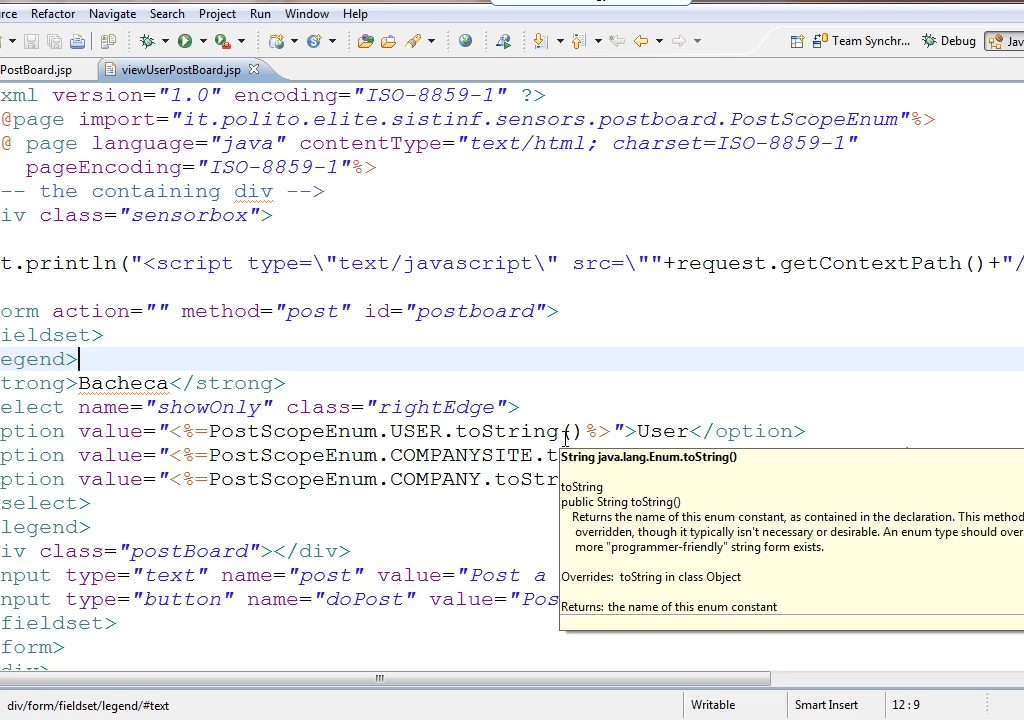 rce Refactor Navigate Search Project Run Window Help
Team Synchr... Debug Jav
PostBoard.jsp viewUserPostBoard.jsp
xml version="1.0" encoding="ISO-8859-1" ?>
@page import="it.polito.elite.sistinf.sensors.postboard.PostScopeEnum"%>
@ page language="java" contentType="text/html; charset=ISO-8859-1"
pageEncoding="ISO-8859-1"%>
-- the containing div -->
iv class="sensorbox">
t.println("<script type=\"text/javascript\" src=\""+request.getContextPath()+"/
orm action="" method="post" id="postboard">
ieldset>
egend>
trong>Bacheca</strong>
elect name="showOnly" class="rightEdge">
ption value="<%=PostScopeEnum.USER.toString()%>">User</option>
ption value="<%=PostScopeEnum.COMPANYSITE.t
ption value="<%=PostScopeEnum.COMPANY.toStr
select>
legend>
iv class="postBoard"></div>
nput type="text" name="post" value="Post a
nput type="button" name="doPost" value="Pos
fieldset>
form>
div>
String java.lang.Enum.toString()
toString
public String toString()
Returns the name of this enum constant, as contained in the declaration. This method
overridden, though it typically isn't necessary or desirable. An enum type should over
more "programmer-friendly" string form exists.
Overrides: toString in class Object
Returns: the name of this enum constant
div/form/fieldset/legend/#text Writable Smart Insert 12:9